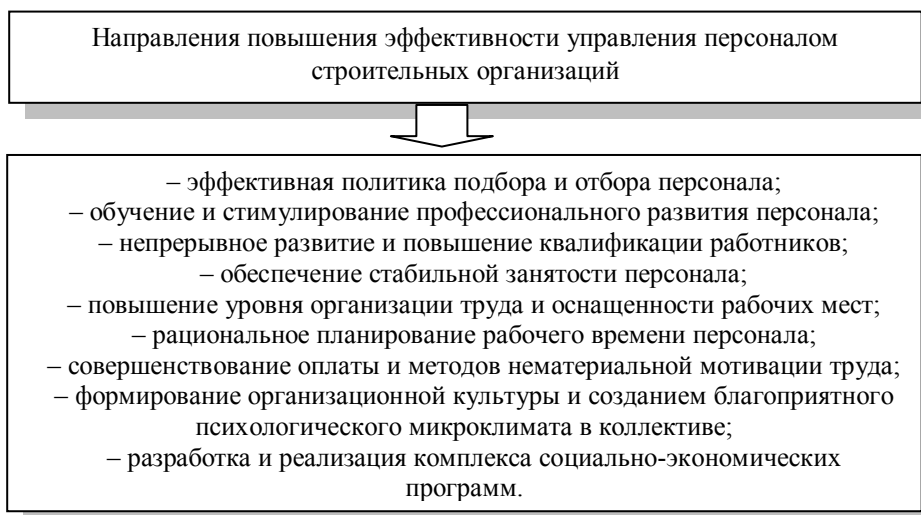 Направления повышения эффективности управления персоналом
строительных организаций
– эффективная политика подбора и отбора персонала;
– обучение и стимулирование профессионального развития персонала;
– непрерывное развитие и повышение квалификации работников;
– обеспечение стабильной занятости персонала;
– повышение уровня организации труда и оснащенности рабочих мест;
– рациональное планирование рабочего времени персонала;
– совершенствование оплаты и методов нематериальной мотивации труда;
– формирование организационной культуры и созданием благоприятного
психологического микроклимата в коллективе;
– разработка и реализация комплекса социально-экономических
программ.